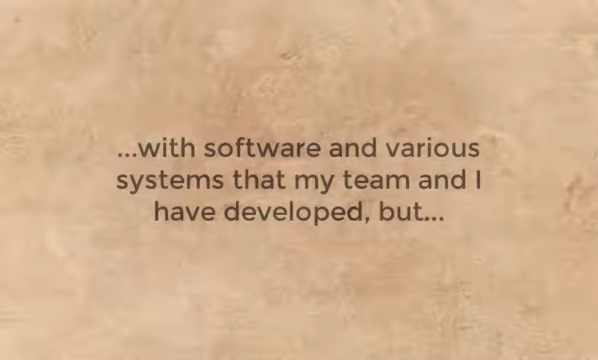 ...with software and various
systems that my team and I
have developed, but...